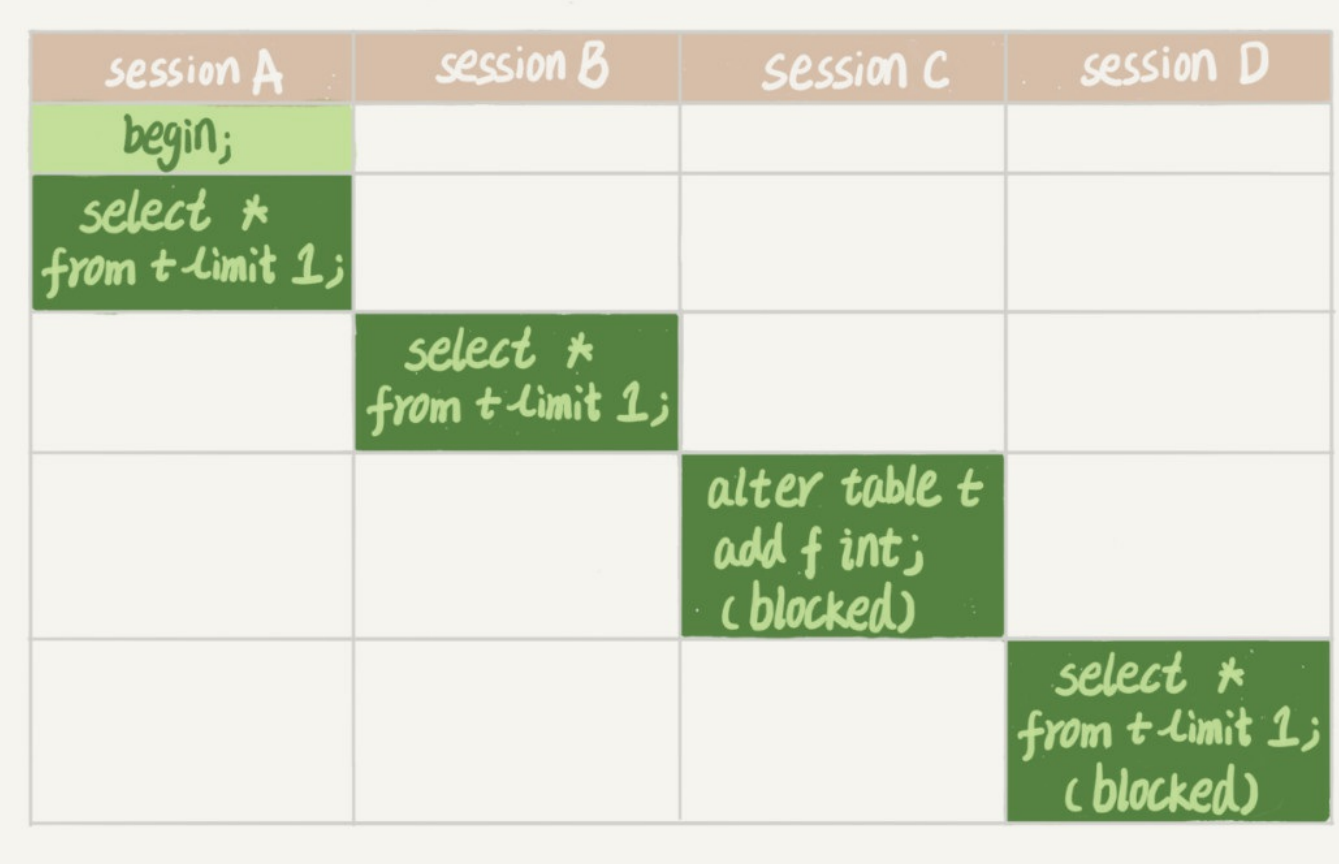 session A
session B
session C
session D
begin;
select *
from t limit 1;
select *
from t limit 1;
alter table t
add f int;
(blocked)
select *
from t limit 1;
(blocked)